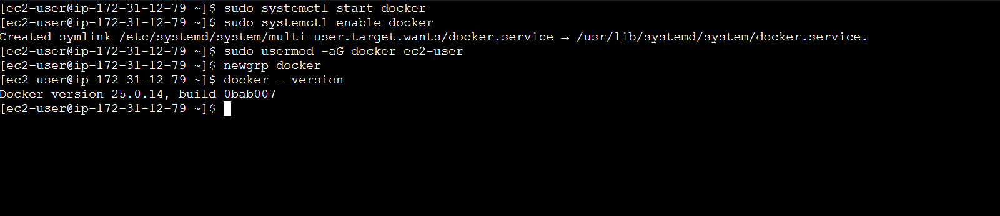 [ec2-user@ip-172-31-12-79 ~]$ sudo systemctl start docker
[ec2-user@ip-172-31-12-79 ~]$ sudo systemctl enable docker
Created symlink /etc/systemd/system/multi-user.target.wants/docker.service → /usr/lib/systemd/system/docker.service.
[ec2-user@ip-172-31-12-79 ~]$ sudo usermod -aG docker ec2-user
[ec2-user@ip-172-31-12-79 ~]$ newgrp docker
[ec2-user@ip-172-31-12-79 ~]$ docker --version
Docker version 25.0.14, build 0bab007
[ec2-user@ip-172-31-12-79 ~]$